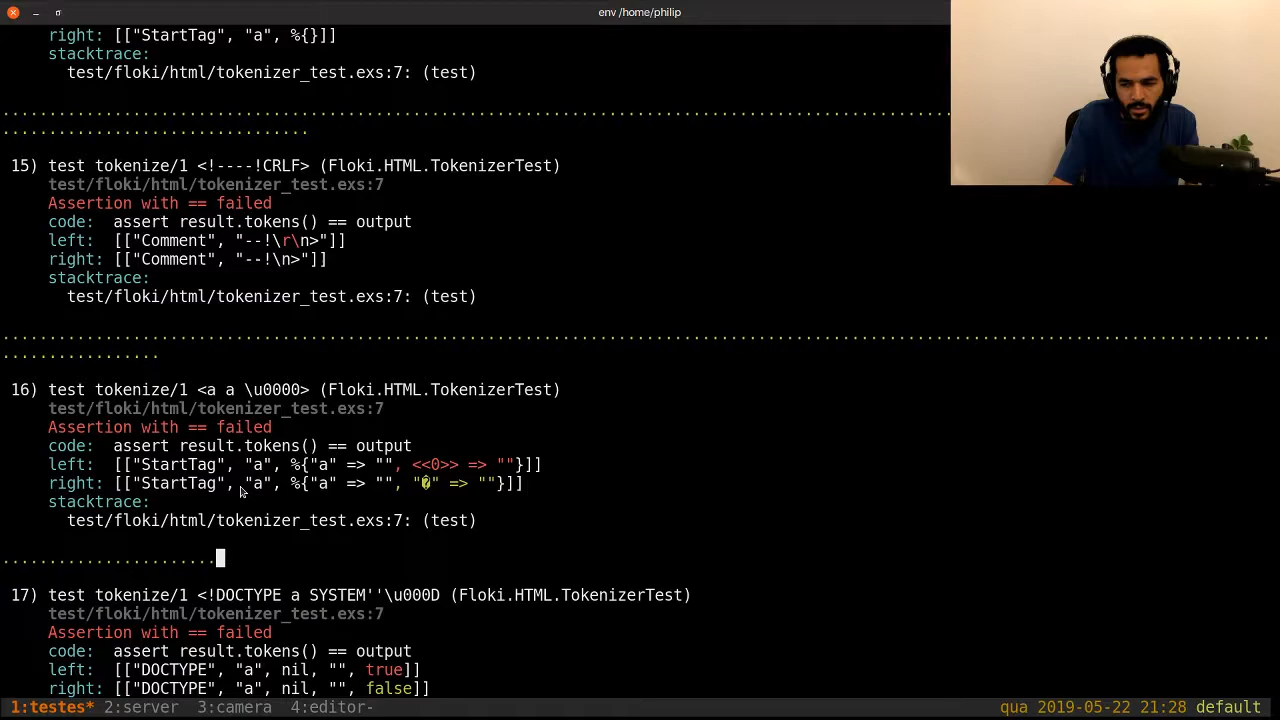 env /home/philip
right: [["StartTag", "a", %{}]]
stacktrace:
test/floki/html/tokenizer_test.exs:7: (test)
15) test tokenize/1 <!----!CRLF> (Floki.HTML.TokenizerTest)
test/floki/html/tokenizer_test.exs:7
Assertion with == failed
code:  assert result.tokens() == output
left:  [["Comment", "--!\r\n>"]]
right: [["Comment", "--!\n>"]]
stacktrace:
test/floki/html/tokenizer_test.exs:7: (test)
16) test tokenize/1 <a a \u0000> (Floki.HTML.TokenizerTest)
test/floki/html/tokenizer_test.exs:7
Assertion with == failed
code:  assert result.tokens() == output
left:  [["StartTag", "a", %{"a" => "", <<0>> => ""}]]
right: [["StartTag", "a", %{"a" => "", "�" => ""}]]
stacktrace:
test/floki/html/tokenizer_test.exs:7: (test)
17) test tokenize/1 <!DOCTYPE a SYSTEM''\u000D (Floki.HTML.TokenizerTest)
test/floki/html/tokenizer_test.exs:7
Assertion with == failed
code:  assert result.tokens() == output
left:  [["DOCTYPE", "a", nil, "", true]]
right: [["DOCTYPE", "a", nil, "", false]]
1:testes* 2:server  3:camera  4:editor- qua 2019-05-22 21:28 default